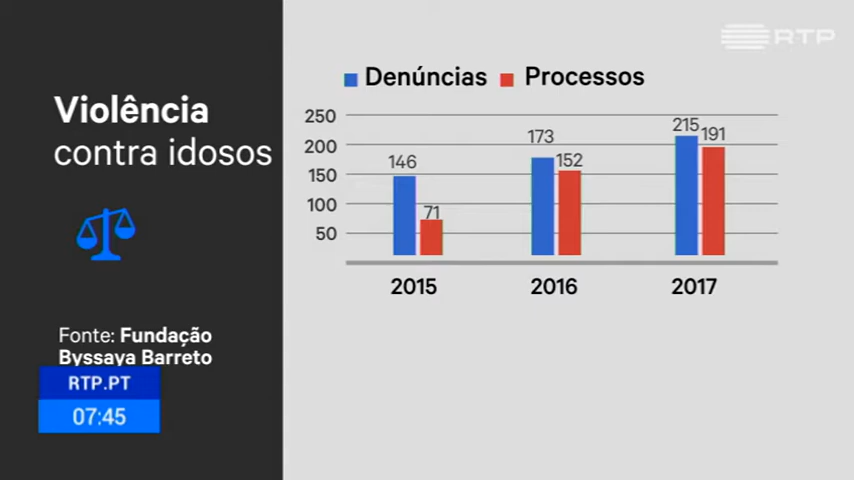 RTP
Violência
contra idosos
Fonte: Fundação
Byssaya Barreto
RTP.PT
07:45
Denúncias Processos
250
200
150
100
50
146
71
173
152
215
191
2015 2016 2017